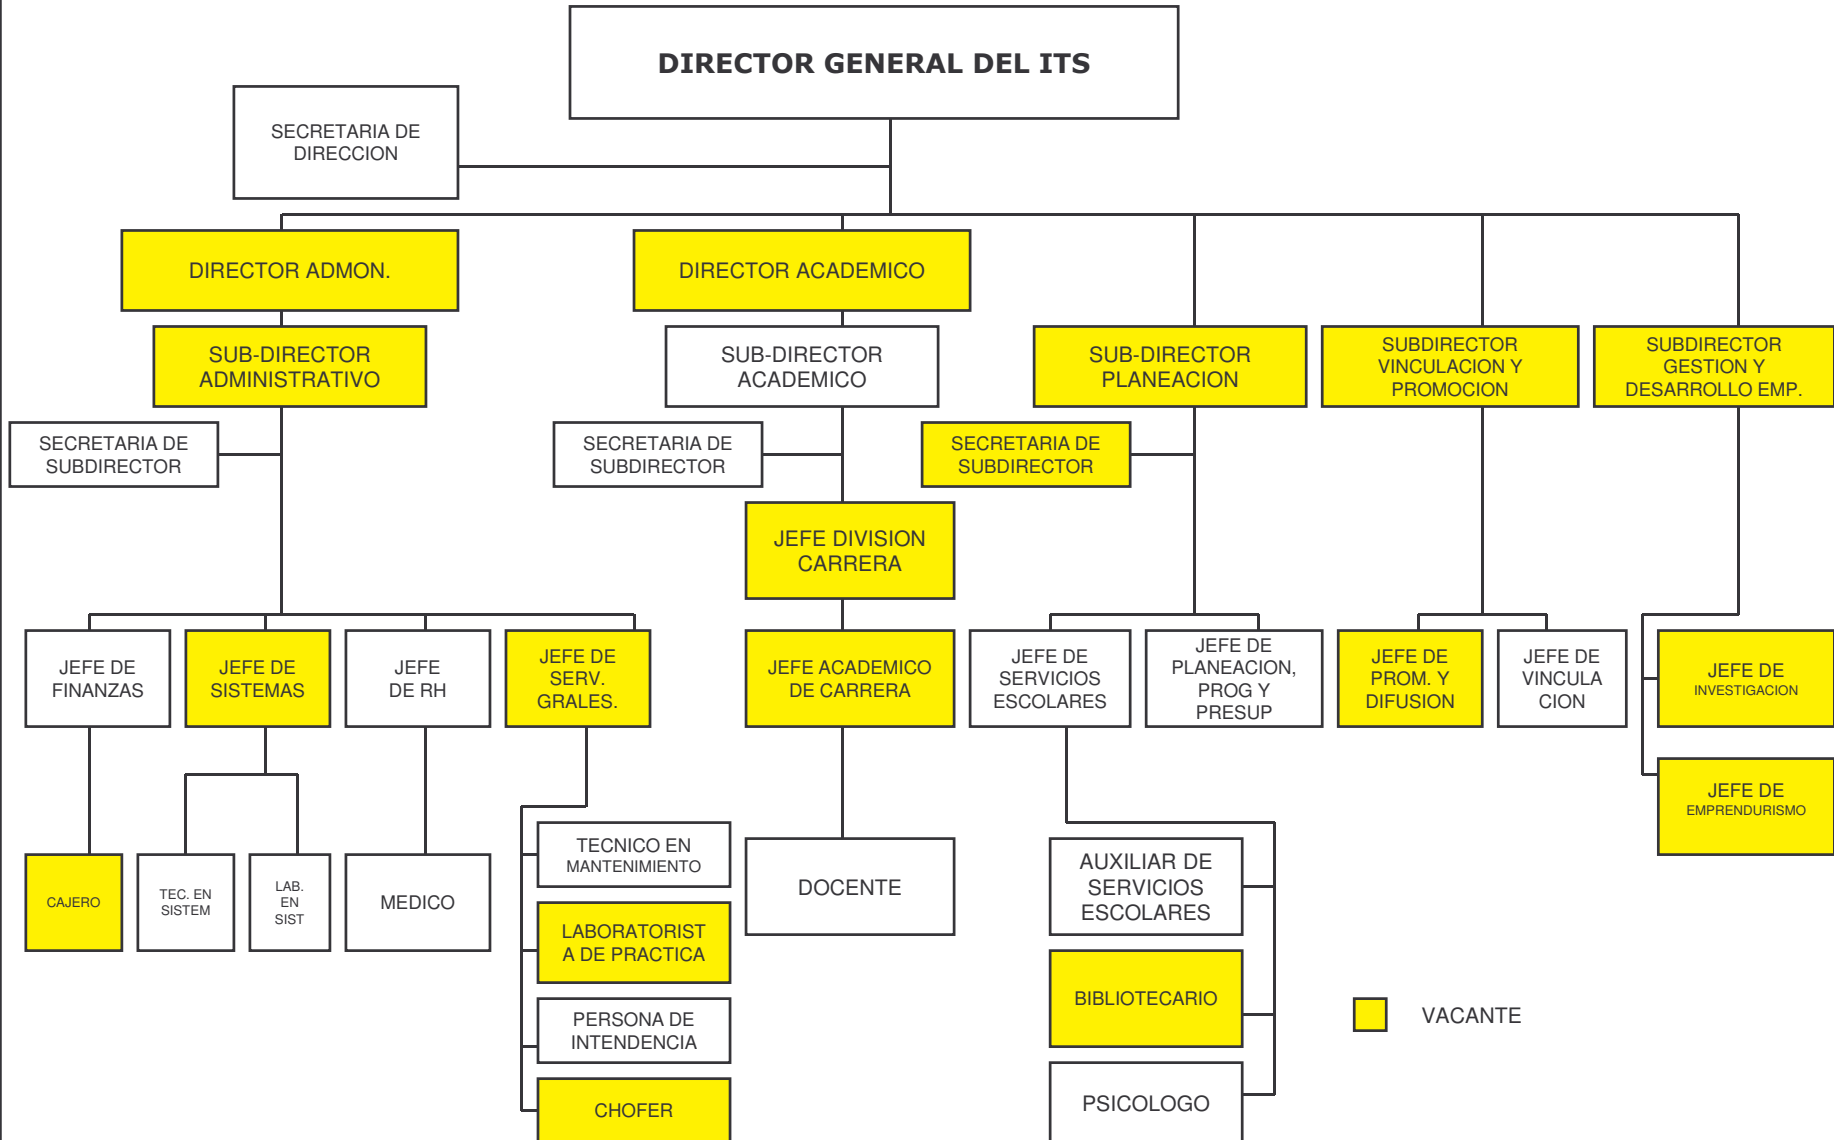 DIRECTOR GENERAL DEL ITS
SECRETARIA DE
DIRECCION
DIRECTOR ADMON.
DIRECTOR ACADEMICO
SUB-DIRECTOR
ADMINISTRATIVO
SUB-DIRECTOR
ACADEMICO
SUB-DIRECTOR
PLANEACION
SUBDIRECTOR
VINCULACION Y
PROMOCION
SUBDIRECTOR
GESTION Y
DESARROLLO EMP.
SECRETARIA DE
SUBDIRECTOR
SECRETARIA DE
SUBDIRECTOR
SECRETARIA DE
SUBDIRECTOR
JEFE DIVISION
CARRERA
JEFE DE
FINANZAS
JEFE DE
SISTEMAS
JEFE
DE RH
JEFE DE
SERV.
GRALES.
JEFE ACADEMICO
DE CARRERA
JEFE DE
SERVICIOS
ESCOLARES
JEFE DE
PLANEACION,
PROG Y
PRESUP
JEFE DE
PROM. Y
DIFUSION
JEFE DE
VINCULA
CION
JEFE DE
INVESTIGACION
JEFE DE
EMPRENDURISMO
CAJERO
TEC. EN
SISTEM
LAB.
EN
SIST
MEDICO
TECNICO EN
MANTENIMIENTO
LABORATORIST
A DE PRACTICA
PERSONA DE
INTENDENCIA
CHOFER
DOCENTE
AUXILIAR DE
SERVICIOS
ESCOLARES
BIBLIOTECARIO
PSICOLOGO
VACANTE